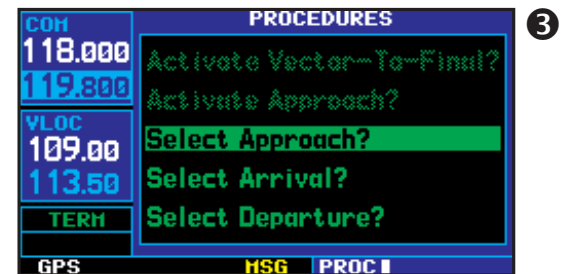 COM
118.000
119.800
VLOC
109.00
113.50
TERM
GPS
PROCEDURES
Activate Vector-To-Final?
Activate Approach?
Select Approach?
Select Arrival?
Select Departure?
MSG
PROC
3